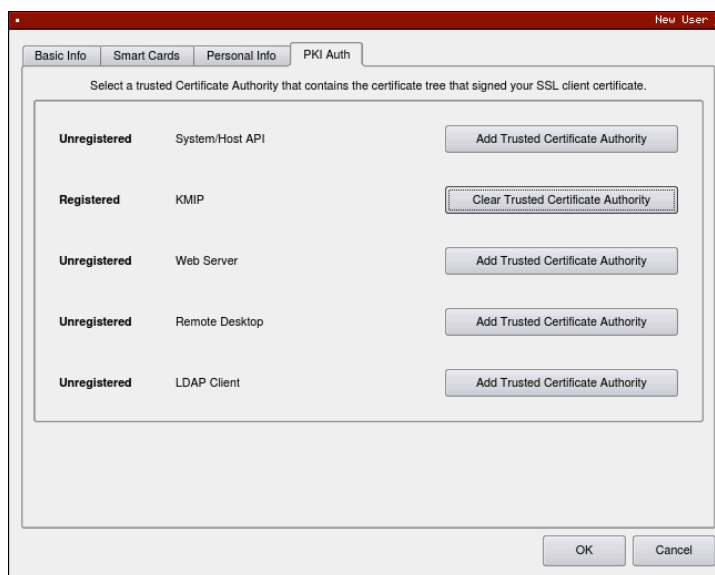 New User
Basic Info Smart Cards Personal Info PKI Auth
Select a trusted Certificate Authority that contains the certificate tree that signed your SSL client certificate.
Unregistered System/Host API Add Trusted Certificate Authority
Registered KMIP Clear Trusted Certificate Authority
Unregistered Web Server Add Trusted Certificate Authority
Unregistered Remote Desktop Add Trusted Certificate Authority
Unregistered LDAP Client Add Trusted Certificate Authority
OK Cancel